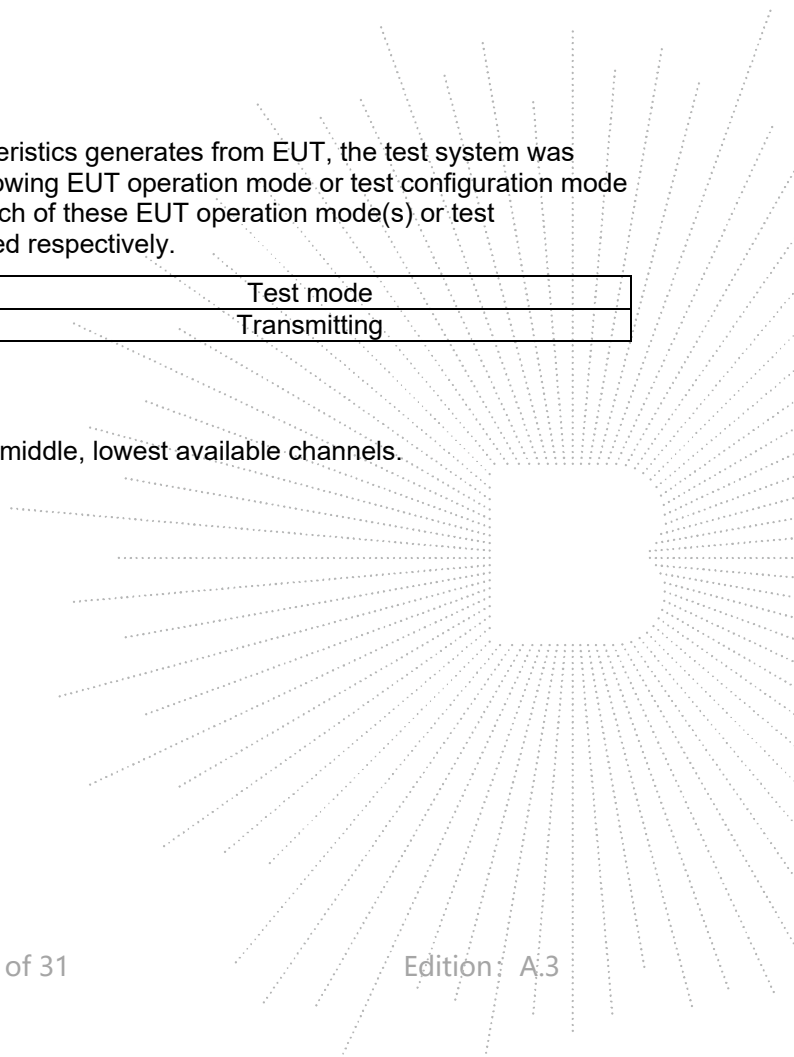 eristics generates from EUT, the test system was
owing EUT operation mode or test configuration mode
ch of these EUT operation mode(s) or test
ed respectively.
Test mode
Transmitting
middle, lowest available channels.
of 31 Edition: A.3